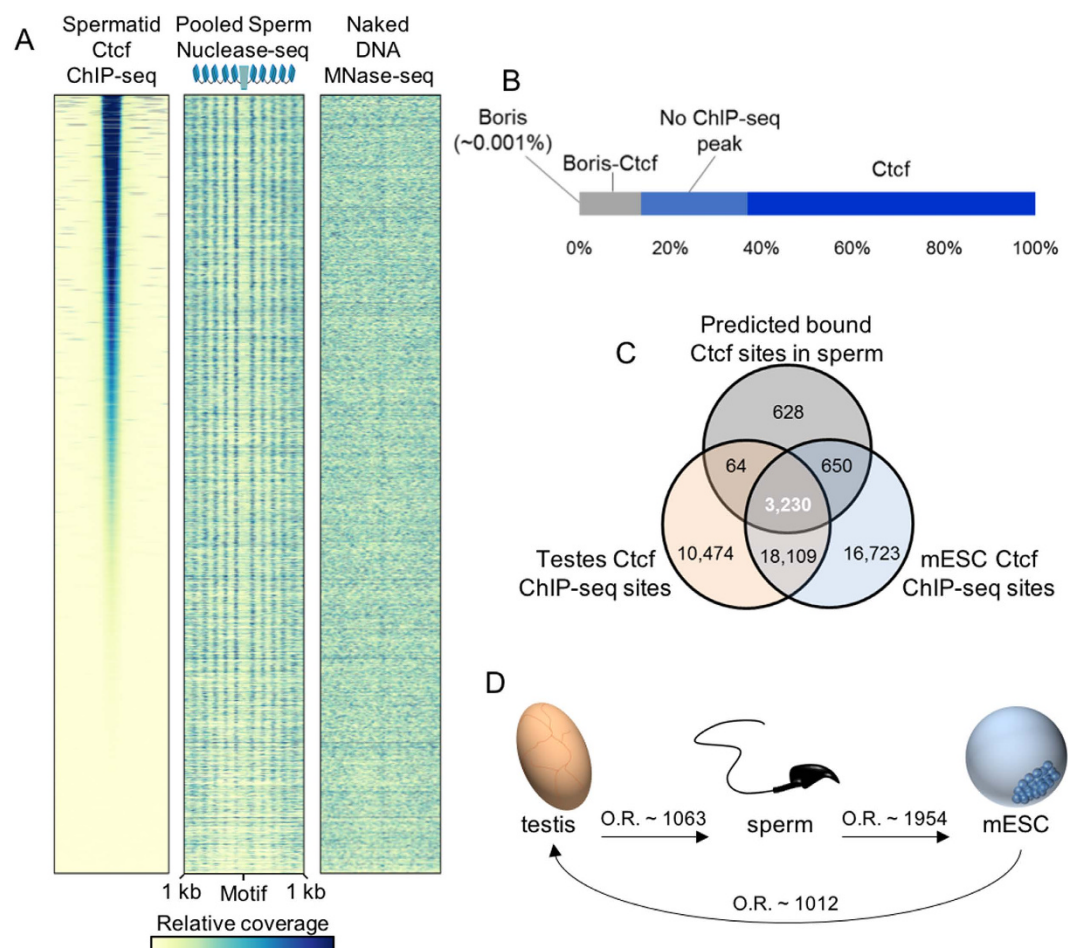 A
Spermatid
Ctcf
ChIP-seq
Pooled Sperm
Nuclease-seq
Naked
DNA
MNase-seq
1 kb
Motif
1 kb
Relative coverage
B
Boris
(~0.001%)
Boris-Ctcf
No ChIP-seq
peak
Ctcf
0%
20%
40%
60%
80%
100%
C
Predicted bound
Ctcf sites in sperm
628
64
650
3,230
10,474
18,109
16,723
Testes Ctcf
ChIP-seq sites
mESC Ctcf
ChIP-seq sites
D
testis
O.R. ~ 1063
sperm
O.R. ~ 1954
mESC
O.R. ~ 1012